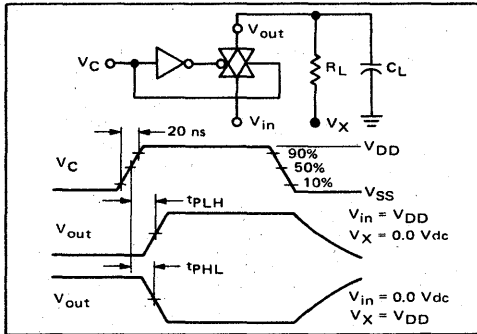 Vout
VC
RL
CL
Vin
VX
20 ns
VC
90%
50%
10%
VDD
VSS
tPLH
Vout
Vin = VDD
VX = 0.0 Vdc
tPHL
Vout
Vin = 0.0 Vdc
VX = VDD